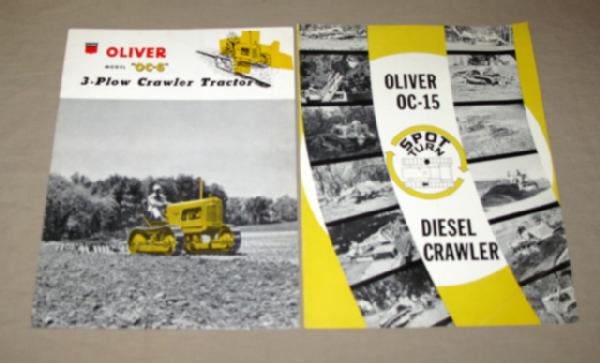 OLIVER
MODEL "OC-6"
3-Plow Crawler Tractor
OLIVER
OC-15
SPOT
TURN
DIESEL
CRAWLER